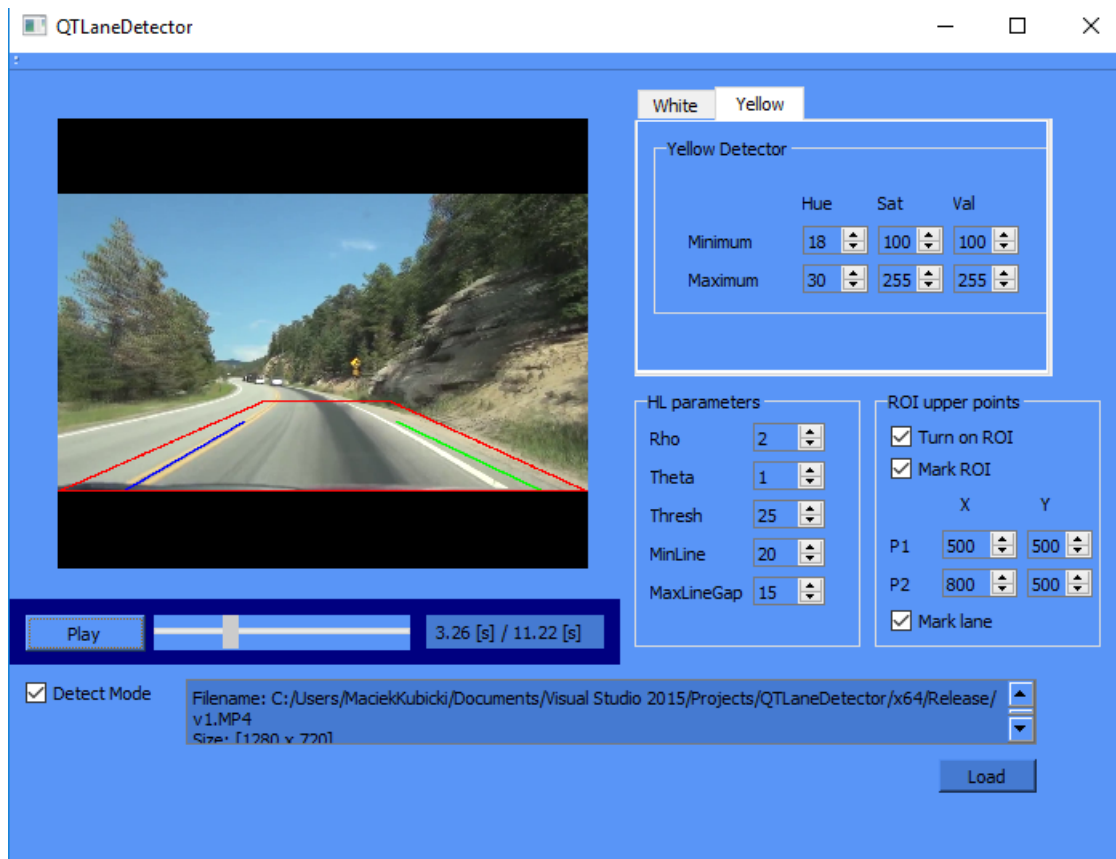 QTLaneDetector
White Yellow
Yellow Detector
Hue Sat Val
Minimum 18 100 100
Maximum 30 255 255
HL parameters
Rho 2
Theta 1
Thresh 25
MinLine 20
MaxLineGap 15
ROI upper points
Turn on ROI
Mark ROI
X Y
P1 500 500
P2 800 500
Mark lane
Play 3.26 [s] / 11.22 [s]
Detect Mode
Filename: C:/Users/MaciekKubicki/Documents/Visual Studio 2015/Projects/QTLaneDetector/x64/Release/
v1.MP4
Size: [1280 x 720]
Load